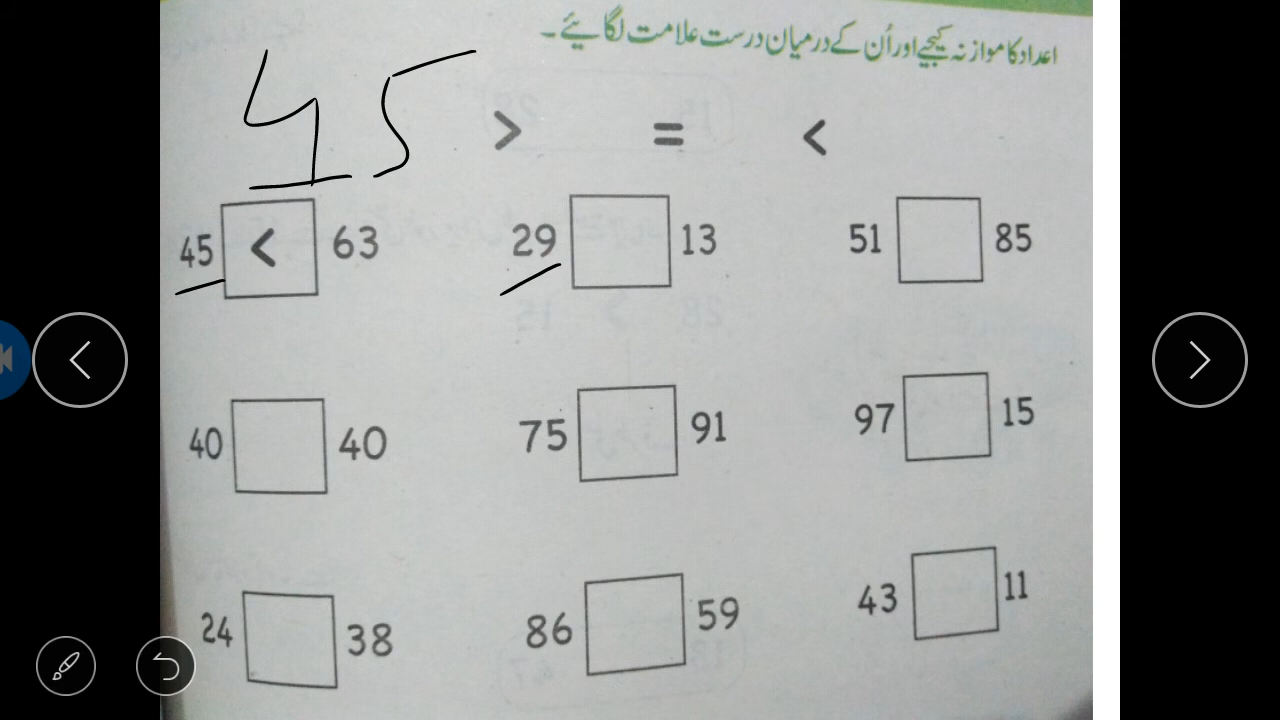 اعداد کا موازنہ کیجیے اور اُن کے درمیان درست علامت لگائیے۔
45
> = <
45 < 63 29 13 51 85
40 40 75 91 97 15
24 38 86 59 43 11